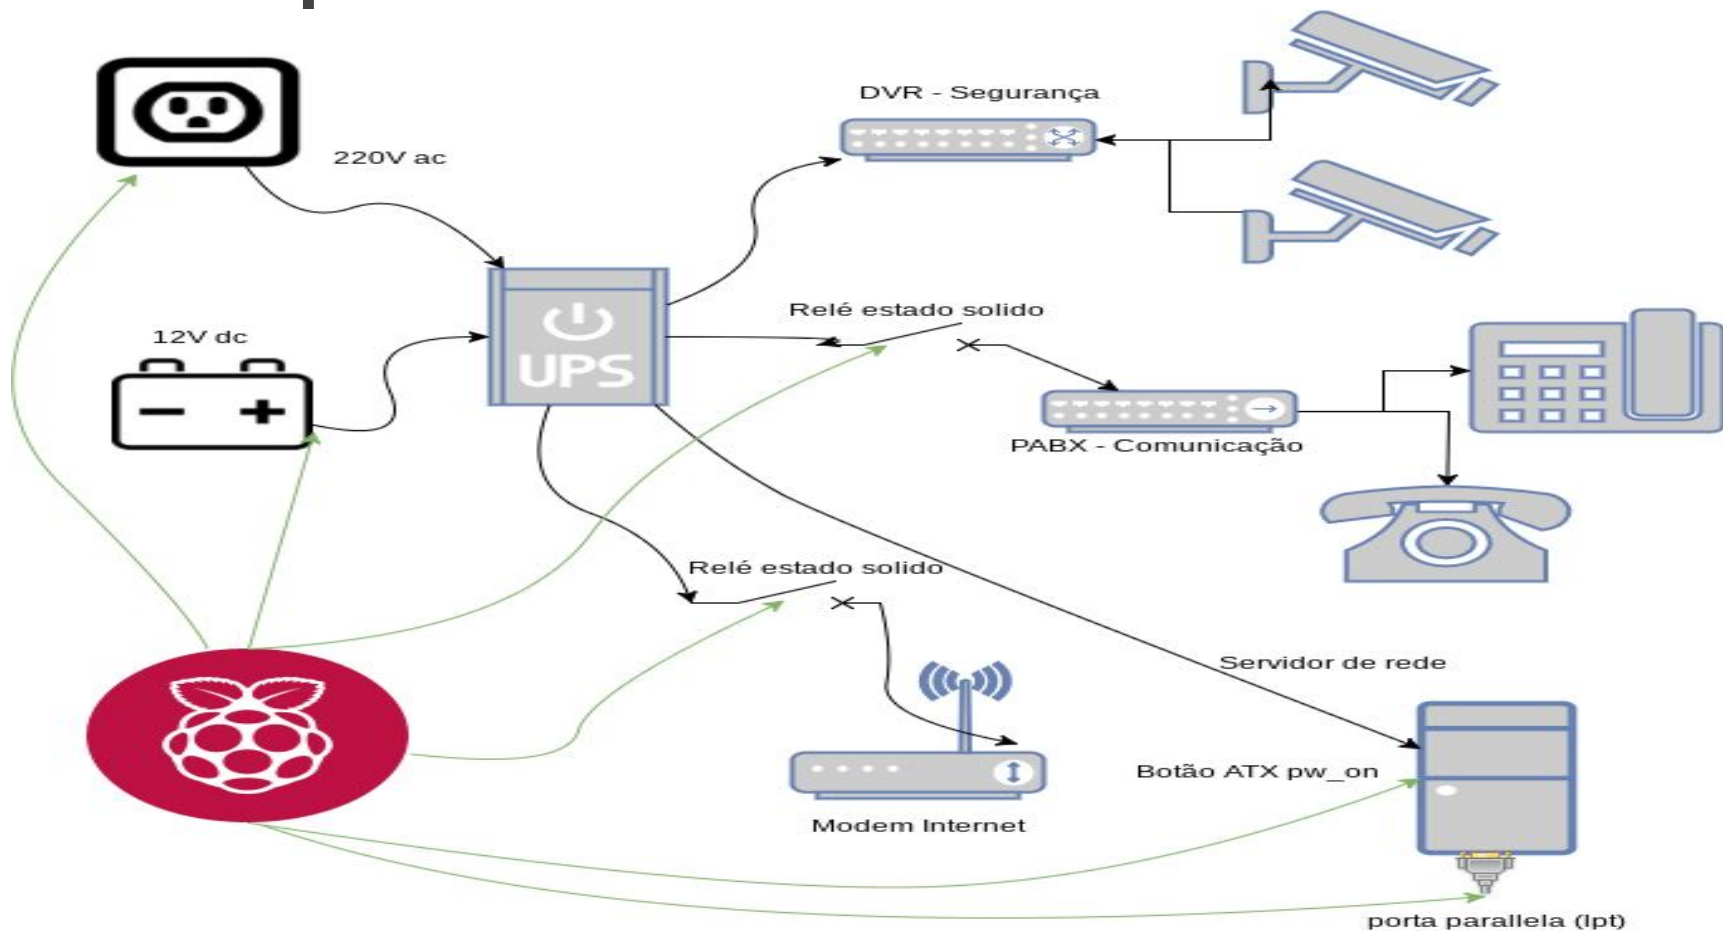 DVR - Segurança
220V ac
Relé estado solido
12V dc
UPS
PABX - Comunicação
Relé estado solido
Servidor de rede
Botão ATX pw_on
Modem Internet
porta parallela (lpt)